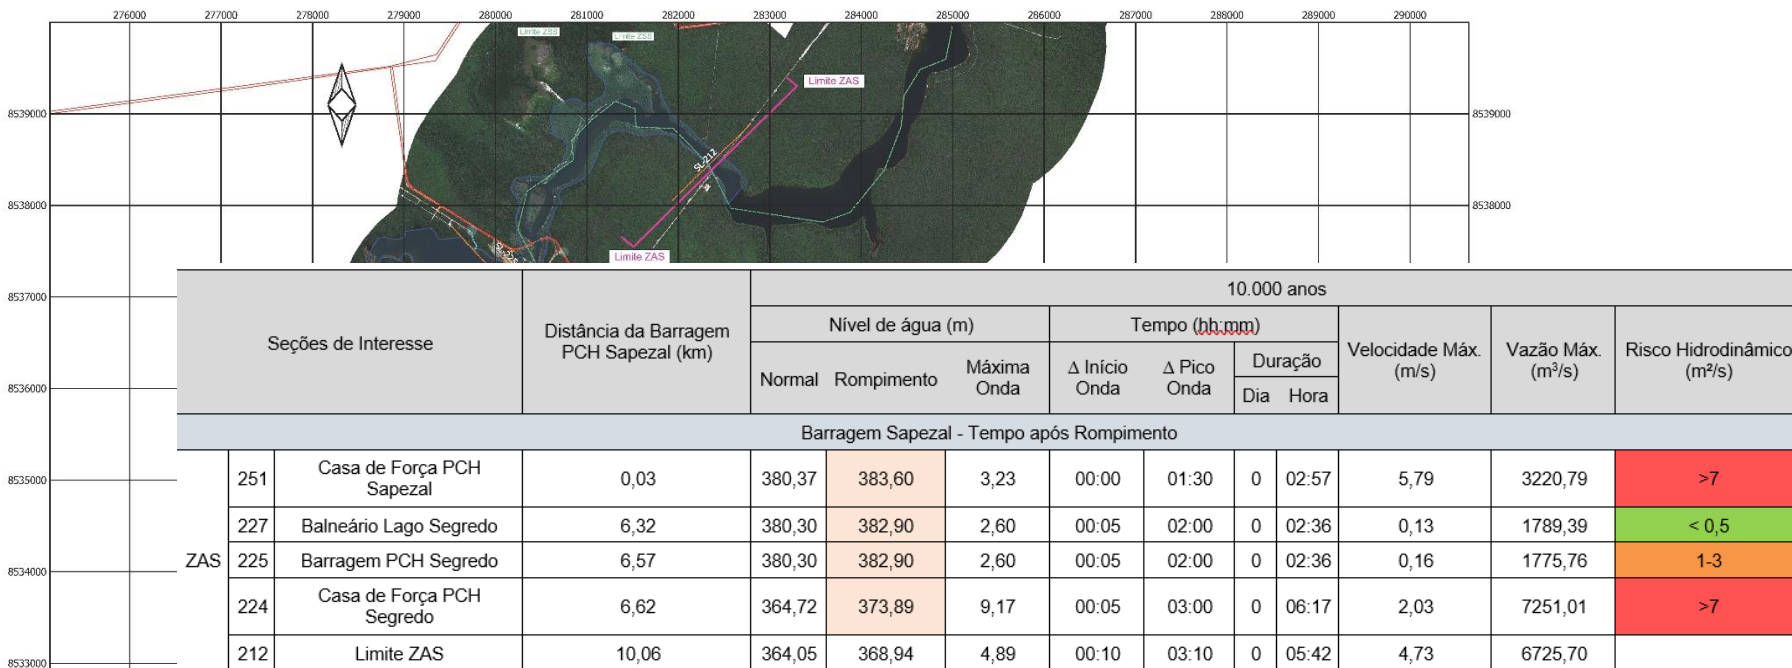 276000 277000 278000 279000 280000 281000 282000 283000 284000 285000 286000 287000 288000 289000 290000
Limite ZSS
Limite ZSS
Limite ZAS
8539000 8539000
SL-212
8538000 8538000
Limite ZAS
8537000
8536000
8535000
8534000
8533000
Seções de Interesse
Distância da Barragem
PCH Sapezal (km)
10.000 anos
Nível de água (m) Tempo (hh:mm)
Velocidade Máx.
(m/s)
Vazão Máx.
(m³/s)
Risco Hidrodinâmico
(m²/s)
Normal Rompimento
Máxima
Onda
Δ Início
Onda
Δ Pico
Onda
Duração
Dia Hora
Barragem Sapezal - Tempo após Rompimento
ZAS
251 Casa de Força PCH
Sapezal
0,03 380,37 383,60 3,23 00:00 01:30 0 02:57 5,79 3220,79 >7
227 Balneário Lago Segredo 6,32 380,30 382,90 2,60 00:05 02:00 0 02:36 0,13 1789,39 < 0,5
225 Barragem PCH Segredo 6,57 380,30 382,90 2,60 00:05 02:00 0 02:36 0,16 1775,76 1-3
224 Casa de Força PCH
Segredo
6,62 364,72 373,89 9,17 00:05 03:00 0 06:17 2,03 7251,01 >7
212 Limite ZAS 10,06 364,05 368,94 4,89 00:10 03:10 0 05:42 4,73 6725,70